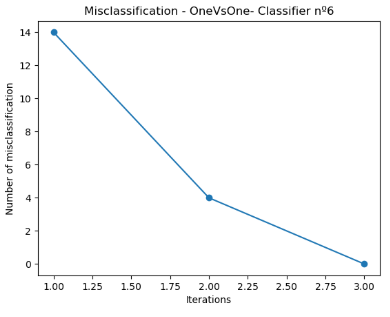 Misclassification - OneVsOne- Classifier nº6
Number of misclassification
14
12
10
8
6
4
2
0
1.00 1.25 1.50 1.75 2.00 2.25 2.50 2.75 3.00
Iterations